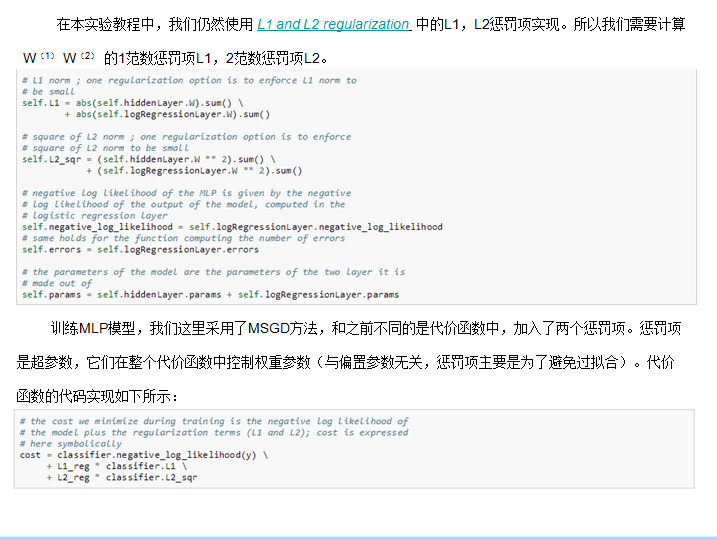 在本实验教程中，我们仍然使用 L1 and L2 regularization 中的L1，L2惩罚项实现。所以我们需要计算
W（1） W（2） 的1范数惩罚项L1，2范数惩罚项L2。
# L1 norm ; one regularization option is to enforce L1 norm to
# be small
self.L1 = abs(self.hiddenLayer.W).sum() \
        + abs(self.logRegressionLayer.W).sum()
# square of L2 norm ; one regularization option is to enforce
# square of L2 norm to be small
self.L2_sqr = (self.hiddenLayer.W ** 2).sum() \
            + (self.logRegressionLayer.W ** 2).sum()
# negative log likelihood of the MLP is given by the negative
# log likelihood of the output of the model, computed in the
# logistic regression layer
self.negative_log_likelihood = self.logRegressionLayer.negative_log_likelihood
# same holds for the function computing the number of errors
self.errors = self.logRegressionLayer.errors
# the parameters of the model are the parameters of the two layer it is
# made out of
self.params = self.hiddenLayer.params + self.logRegressionLayer.params
训练MLP模型，我们这里采用了MSGD方法，和之前不同的是代价函数中，加入了两个惩罚项。惩罚项
是超参数，它们在整个代价函数中控制权重参数（与偏置参数无关，惩罚项主要是为了避免过拟合）。代价
函数的代码实现如下所示：
# the cost we minimize during training is the negative log likelihood of
# the model plus the regularization terms (L1 and L2); cost is expressed
# here symbolically
cost = classifier.negative_log_likelihood(y) \
     + L1_reg * classifier.L1 \
     + L2_reg * classifier.L2_sqr